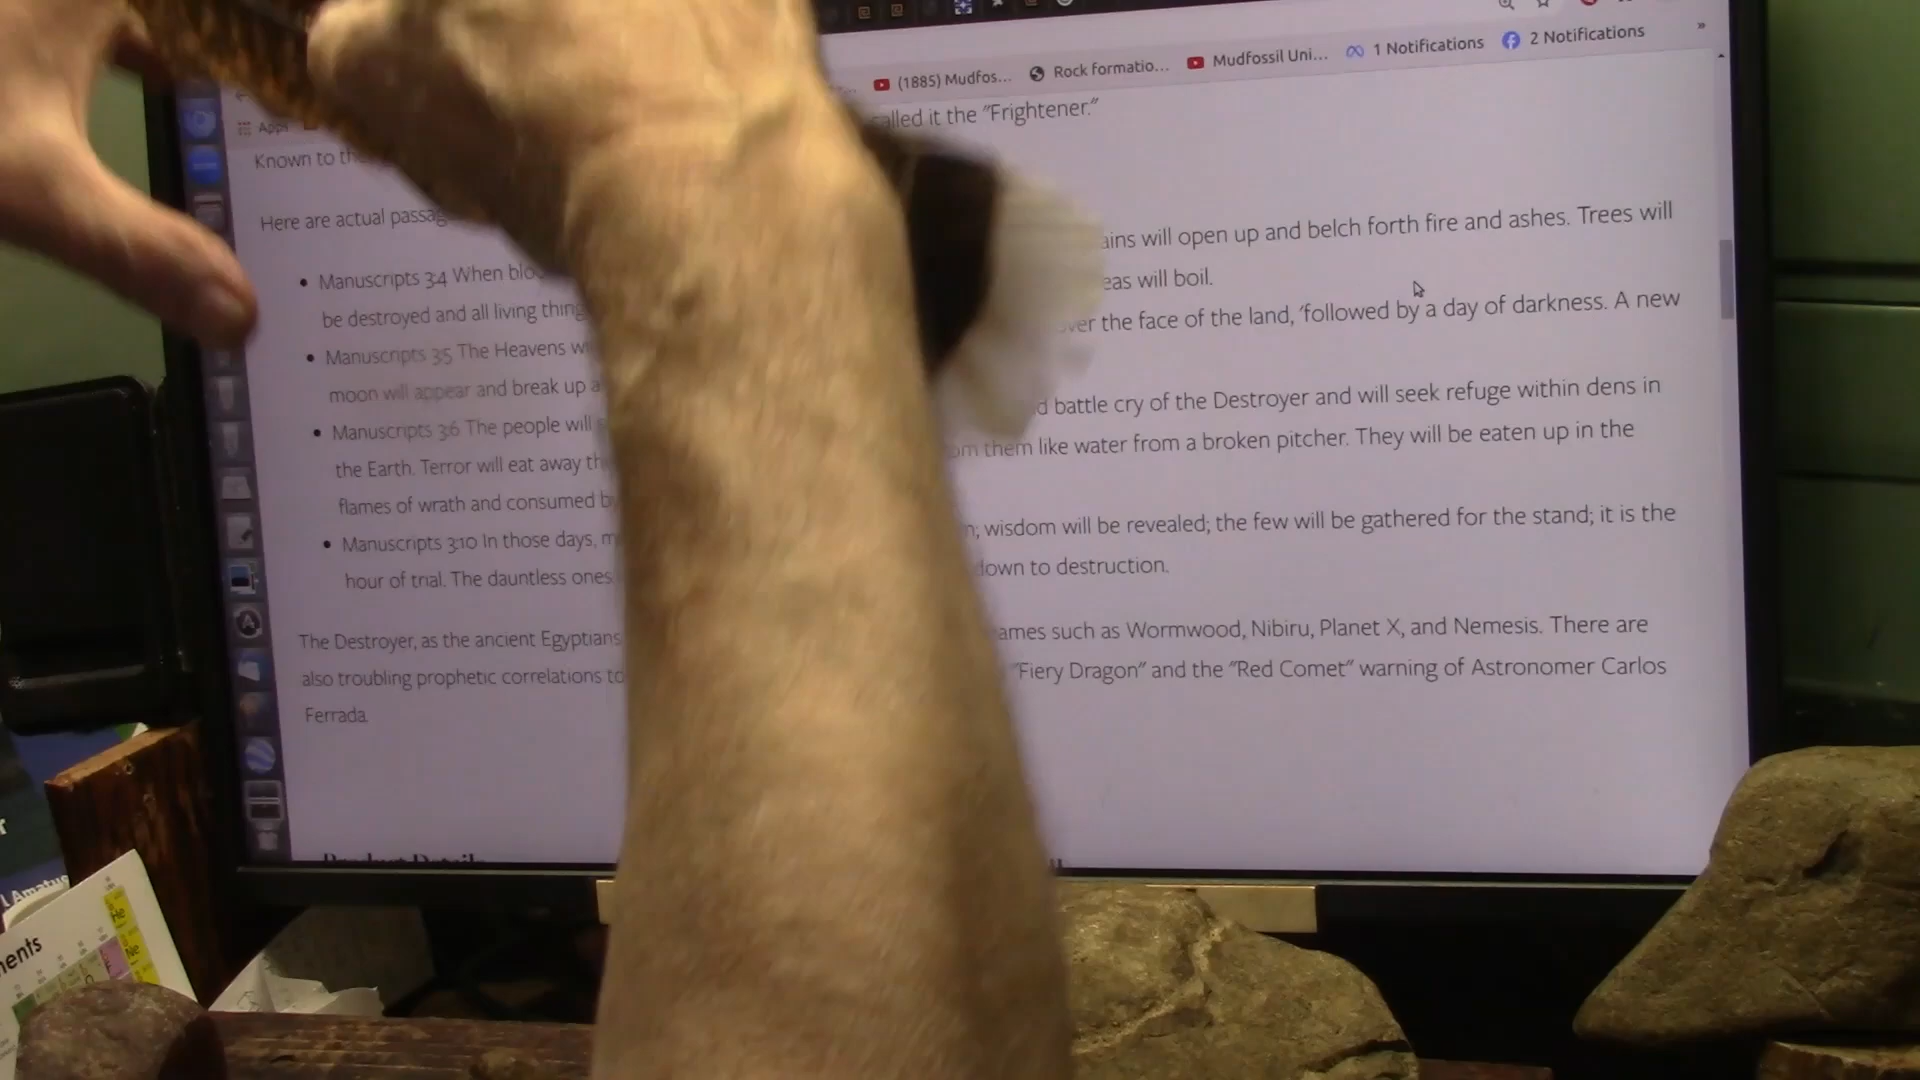 (1885) Mudfos... Rock formatio... Mudfossil Uni... 1 Notifications 2 Notifications »
Apps
called it the "Frightener."
Known to
Here are actual
Manuscripts 3:4 When ains will open up and belch forth fire and ashes. Trees will
be destroyed and all living thing eas will boil.
Manuscripts 3:5 The Heavens ver the face of the land, 'followed by a day of darkness. A new
moon will appear and break up
Manuscripts 3:6 The people will d battle cry of the Destroyer and will seek refuge within dens in
the Earth. Terror will eat away om them like water from a broken pitcher. They will be eaten up in the
flames of wrath and consumed
Manuscripts 3:10 In those days, ; wisdom will be revealed; the few will be gathered for the stand; it is the
hour of trial. The dauntless ones down to destruction.
The Destroyer, as the ancient Egyptians ames such as Wormwood, Nibiru, Planet X, and Nemesis. There are
also troubling prophetic correlations to "Fiery Dragon" and the "Red Comet" warning of Astronomer Carlos
Ferrada.
ents
He
Ne